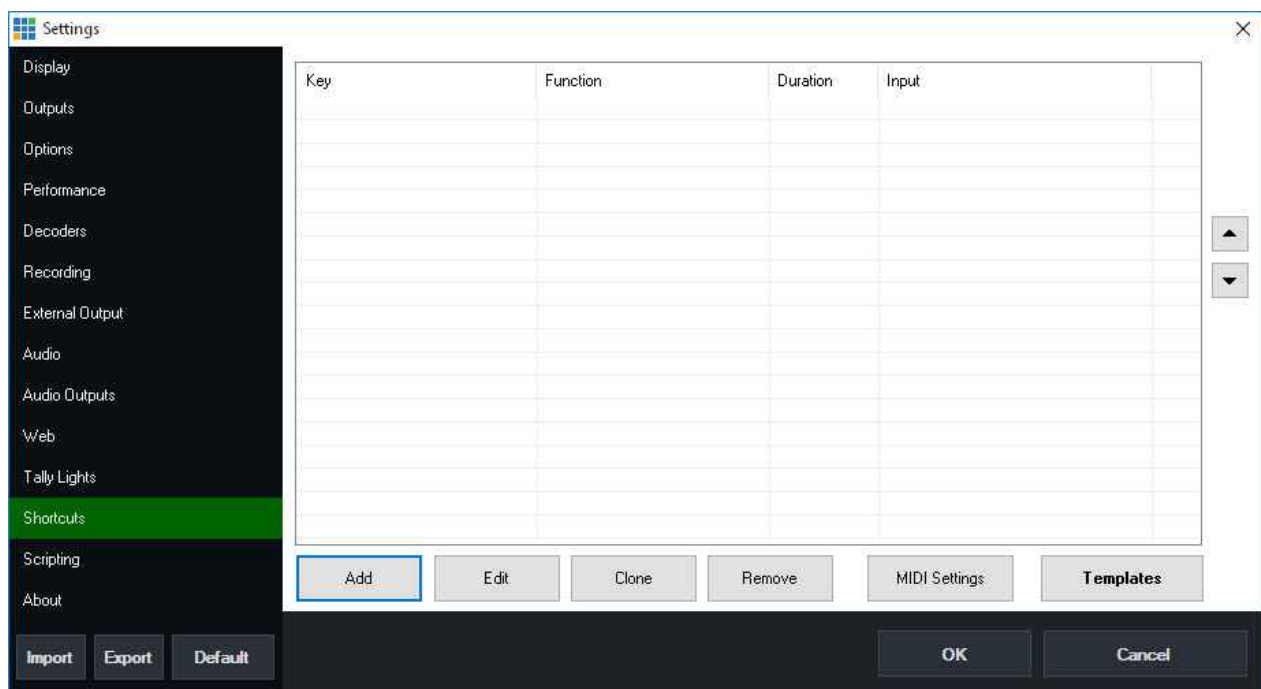 Settings
Display
Outputs
Options
Performance
Decoders
Recording
External Output
Audio
Audio Outputs
Web
Tally Lights
Shortcuts
Scripting
About
Import Export Default
Key Function Duration Input
Add Edit Clone Remove MIDI Settings Templates
OK Cancel